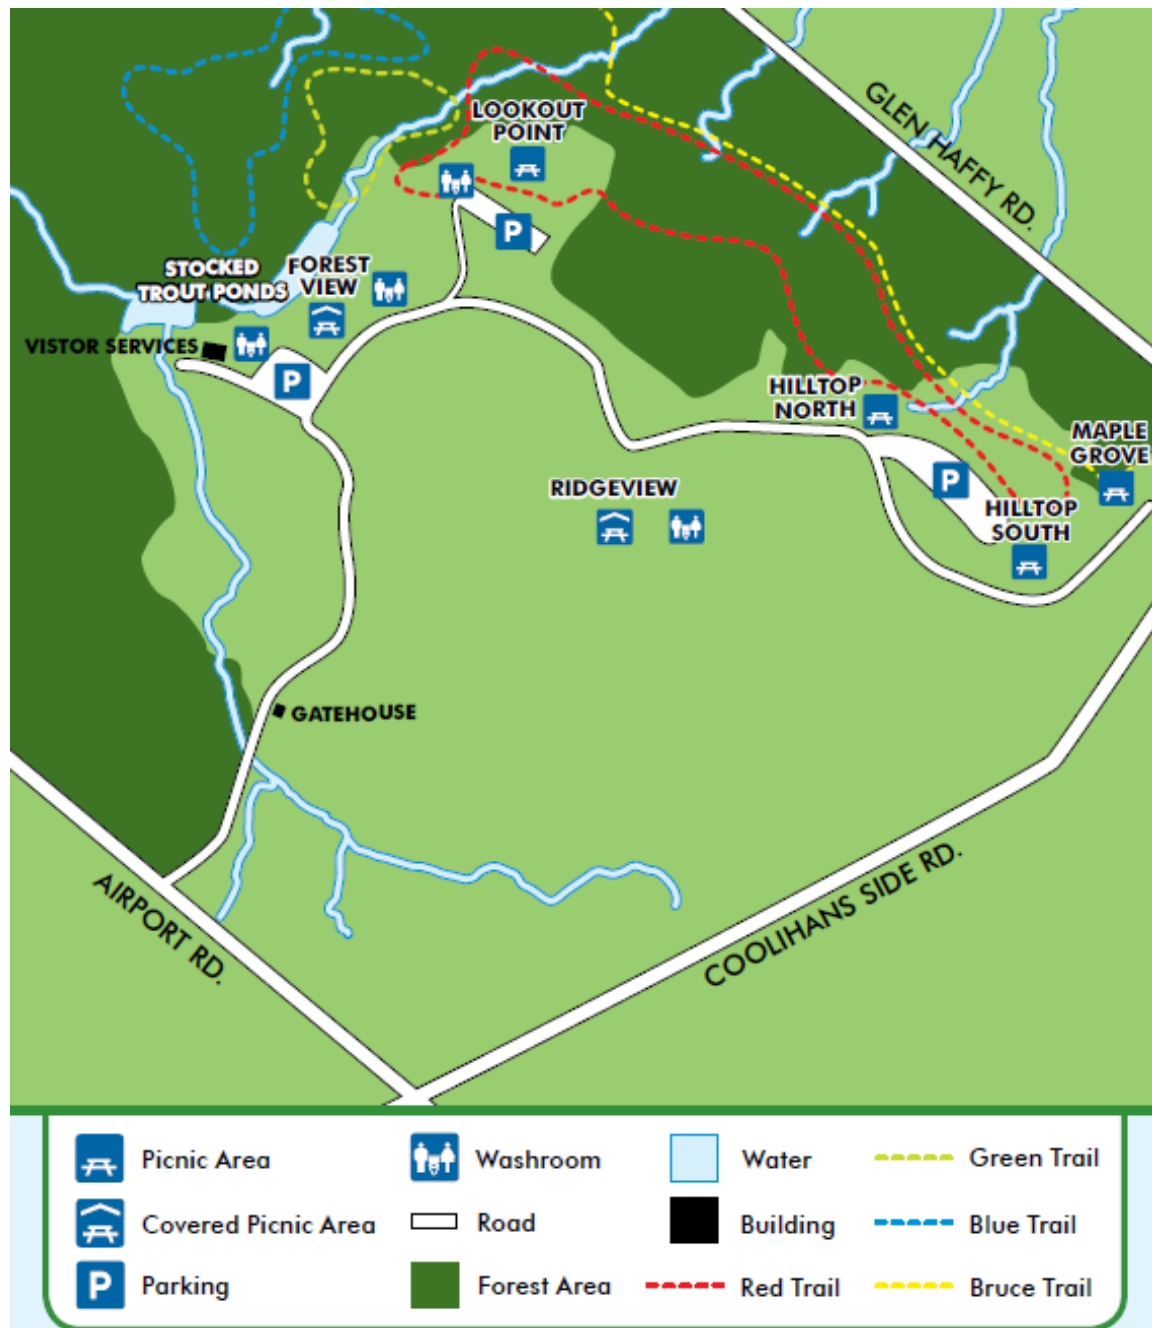 LOOKOUT
POINT
GLEN HAFFY RD.
STOCKED
TROUT PONDS
FOREST
VIEW
VISTOR SERVICES
P
P
HILLTOP
NORTH
MAPLE
GROVE
RIDGEVIEW
P
HILLTOP
SOUTH
GATEHOUSE
AIRPORT RD.
COOLIHANS SIDE RD.
Picnic Area
Washroom
Water
Green Trail
Covered Picnic Area
Road
Building
Blue Trail
P
Parking
Forest Area
Red Trail
Bruce Trail